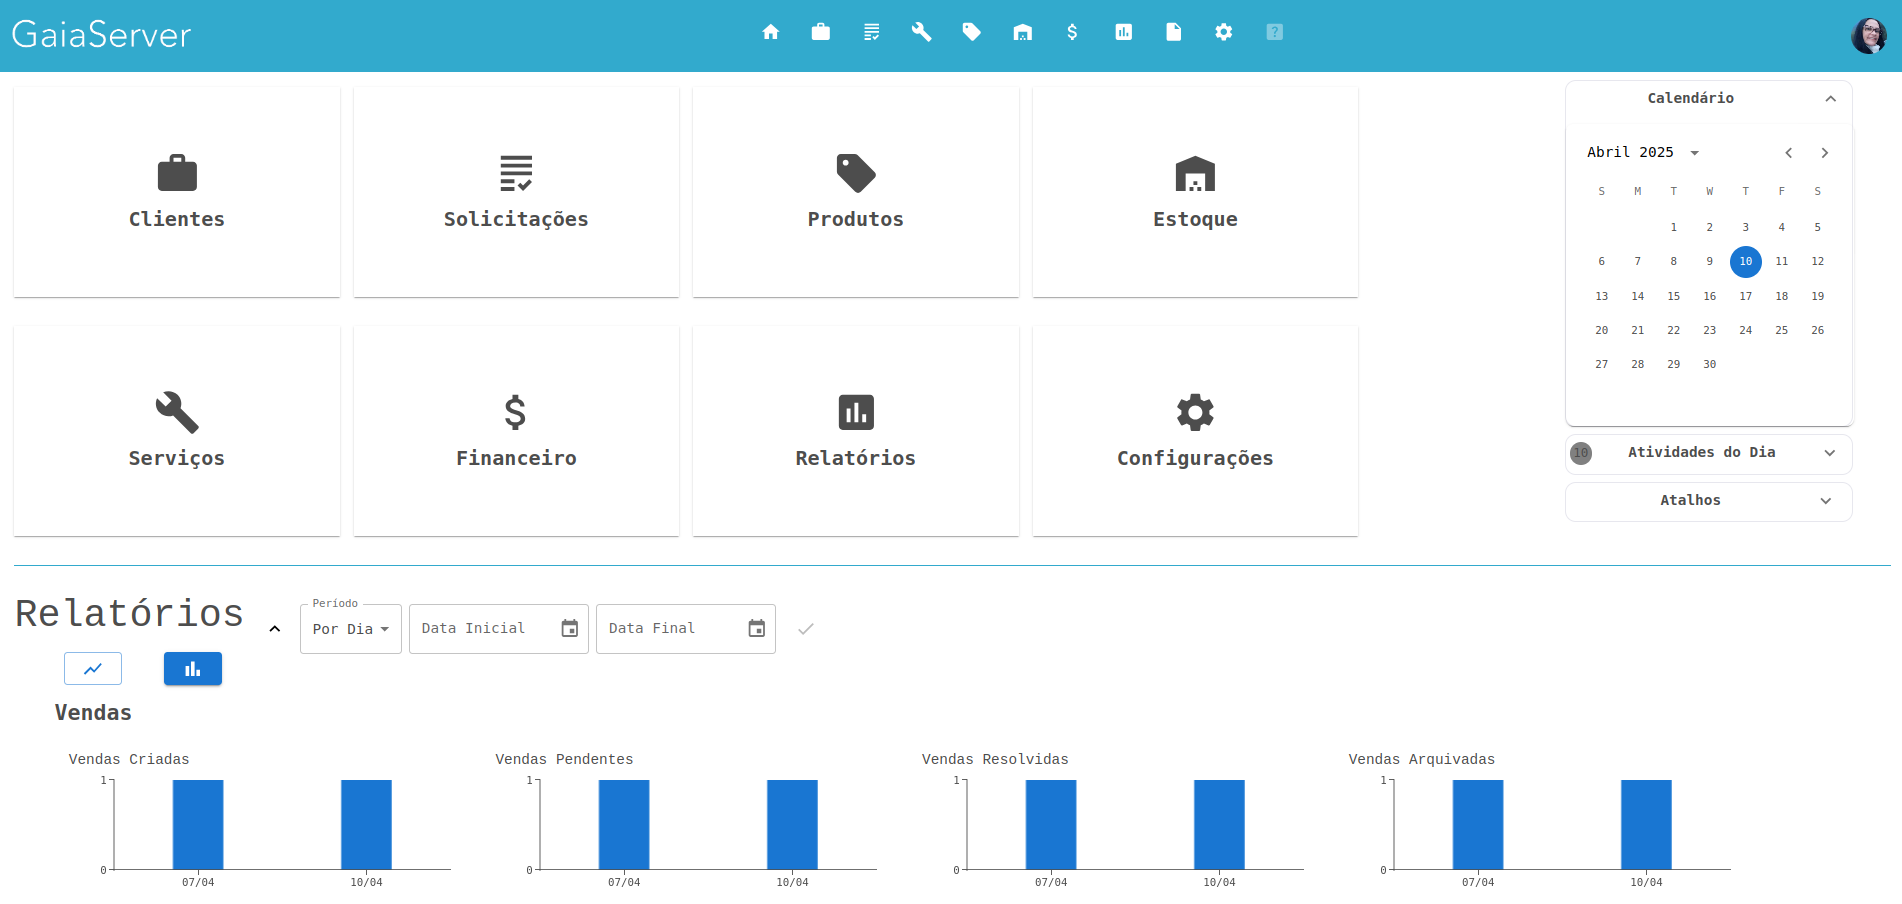 GaiaServer
?
Clientes
Solicitações
Produtos
Estoque
Serviços
Financeiro
Relatórios
Configurações
Calendário
Abril 2025
S M T W T F S
1 2 3 4 5
6 7 8 9 10 11 12
13 14 15 16 17 18 19
20 21 22 23 24 25 26
27 28 29 30
10 Atividades do Dia
Atalhos
Relatórios
Período
Por Dia
Data Inicial
Data Final
Vendas
Vendas Criadas
1
0
07/04 10/04
Vendas Pendentes
1
0
07/04 10/04
Vendas Resolvidas
1
0
07/04 10/04
Vendas Arquivadas
1
0
07/04 10/04